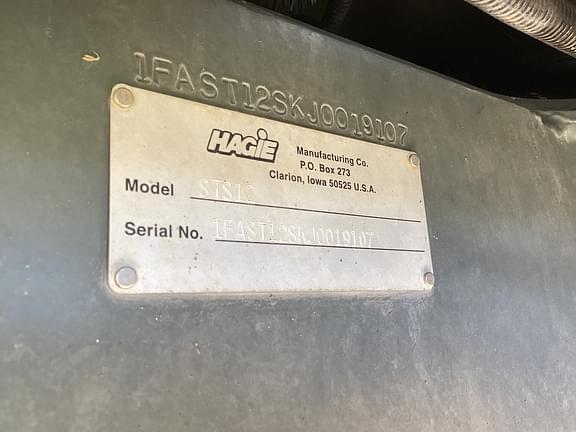 1FAST12SKJ0019107
HAGIE
Manufacturing Co.
P.O. Box 273
Clarion, Iowa 50525 U.S.A.
Model STS12
Serial No. 1FAST12SKJ0019107